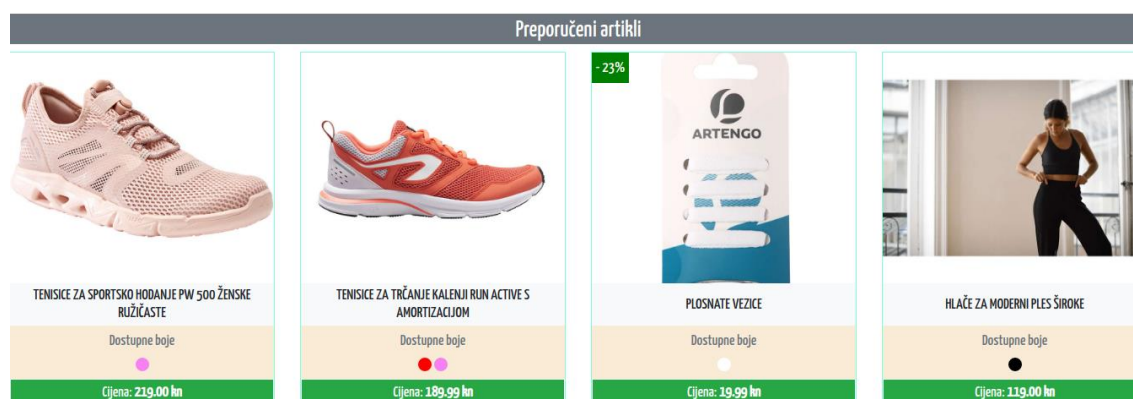 Preporučeni artikli
TENISICE ZA SPORTSKO HODANJE PW 500 ŽENSKE
RUŽIČASTE
Dostupne boje
Cijena: 219.00 kn
TENISICE ZA TRČANJE KALENJI RUN ACTIVE S
AMORTIZACIJOM
Dostupne boje
Cijena: 189.99 kn
- 23%
ARTENGO
PLOSNATE VEZICE
Dostupne boje
Cijena: 19.99 kn
HLAČE ZA MODERNI PLES ŠIROKE
Dostupne boje
Cijena: 119.00 kn